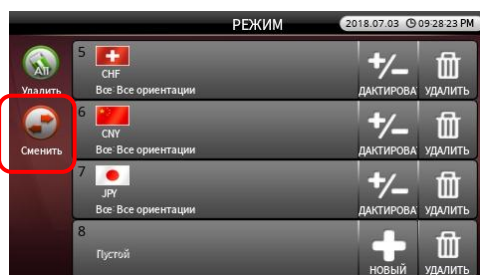 РЕЖИМ
2018.07.03 09:28:23 PM
All
Удалить
Сменить
5
CHF
Все Все ориентации
+/-
ДАКТИРОВА
УДАЛИТЬ
6
CNY
Все Все ориентации
+/-
ДАКТИРОВА
УДАЛИТЬ
7
JPY
Все Все ориентации
+/-
ДАКТИРОВА
УДАЛИТЬ
8
Пустой
НОВЫЙ
УДАЛИТЬ